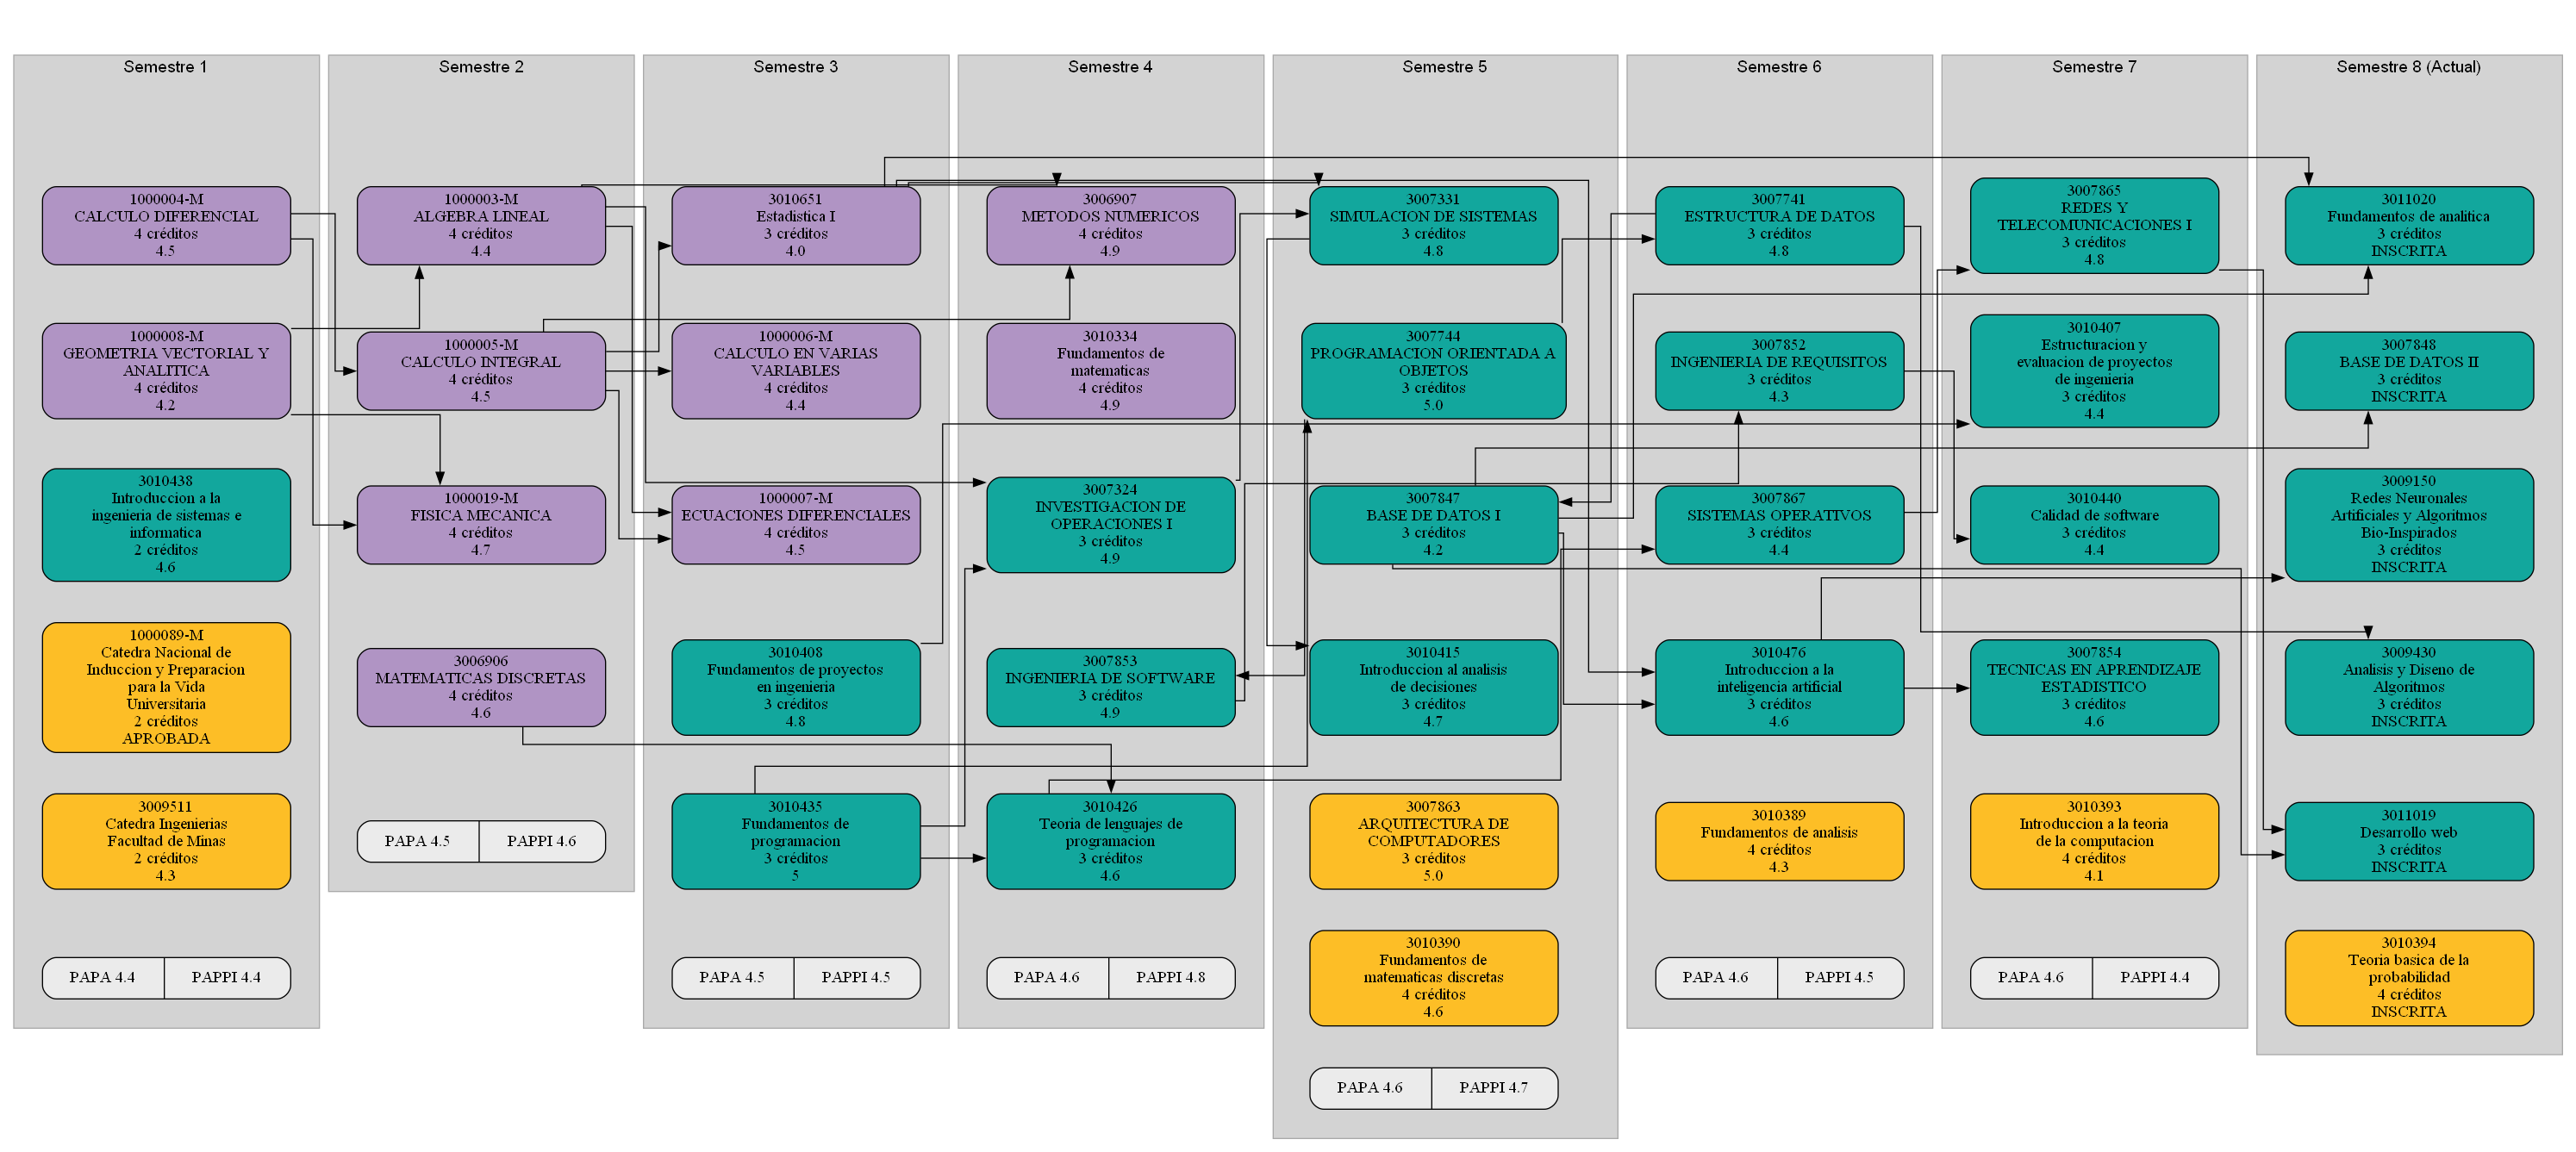 Semestre 1
1000004-M
CALCULO DIFERENCIAL
4 créditos
4.5
1000008-M
GEOMETRIA VECTORIAL Y
ANALITICA
4 créditos
4.2
3010438
Introduccion a la
ingenieria de sistemas e
informatica
2 créditos
4.6
1000089-M
Catedra Nacional de
Induccion y Preparacion
para la Vida
Universitaria
2 créditos
APROBADA
3009511
Catedra Ingenierias
Facultad de Minas
2 créditos
4.3
PAPA 4.4 PAPPI 4.4
Semestre 2
1000003-M
ALGEBRA LINEAL
4 créditos
4.4
1000005-M
CALCULO INTEGRAL
4 créditos
4.5
1000019-M
FISICA MECANICA
4 créditos
4.7
3006906
MATEMATICAS DISCRETAS
4 créditos
4.6
PAPA 4.5 PAPPI 4.6
Semestre 3
3010651
Estadistica I
3 créditos
4.0
1000006-M
CALCULO EN VARIAS
VARIABLES
4 créditos
4.4
1000007-M
ECUACIONES DIFERENCIALES
4 créditos
4.5
3010408
Fundamentos de proyectos
en ingenieria
3 créditos
4.8
3010435
Fundamentos de
programacion
3 créditos
5
PAPA 4.5 PAPPI 4.5
Semestre 4
3006907
METODOS NUMERICOS
4 créditos
4.9
3010334
Fundamentos de
matematicas
4 créditos
4.9
3007324
INVESTIGACION DE
OPERACIONES I
3 créditos
4.9
3007853
INGENIERIA DE SOFTWARE
3 créditos
4.9
3010426
Teoria de lenguajes de
programacion
3 créditos
4.6
PAPA 4.6 PAPPI 4.8
Semestre 5
3007331
SIMULACION DE SISTEMAS
3 créditos
4.8
3007744
PROGRAMACION ORIENTADA A
OBJETOS
3 créditos
5.0
3007847
BASE DE DATOS I
3 créditos
4.2
3010415
Introduccion al analisis
de decisiones
3 créditos
4.7
3007863
ARQUITECTURA DE
COMPUTADORES
3 créditos
5.0
3010390
Fundamentos de
matematicas discretas
4 créditos
4.6
PAPA 4.6 PAPPI 4.7
Semestre 6
3007741
ESTRUCTURA DE DATOS
3 créditos
4.8
3007852
INGENIERIA DE REQUISITOS
3 créditos
4.3
3007867
SISTEMAS OPERATIVOS
3 créditos
4.4
3010476
Introduccion a la
inteligencia artificial
3 créditos
4.6
3010389
Fundamentos de analisis
4 créditos
4.3
PAPA 4.6 PAPPI 4.5
Semestre 7
3007865
REDES Y
TELECOMUNICACIONES I
3 créditos
4.8
3010407
Estructuracion y
evaluacion de proyectos
de ingenieria
3 créditos
4.4
3010440
Calidad de software
3 créditos
4.4
3007854
TECNICAS EN APRENDIZAJE
ESTADISTICO
3 créditos
4.6
3010393
Introduccion a la teoria
de la computacion
4 créditos
4.1
PAPA 4.6 PAPPI 4.4
Semestre 8 (Actual)
3011020
Fundamentos de analitica
3 créditos
INSCRITA
3007848
BASE DE DATOS II
3 créditos
INSCRITA
3009150
Redes Neuronales
Artificiales y Algoritmos
Bio-Inspirados
3 créditos
INSCRITA
3009430
Analisis y Diseno de
Algoritmos
3 créditos
INSCRITA
3011019
Desarrollo web
3 créditos
INSCRITA
3010394
Teoria basica de la
probabilidad
4 créditos
INSCRITA